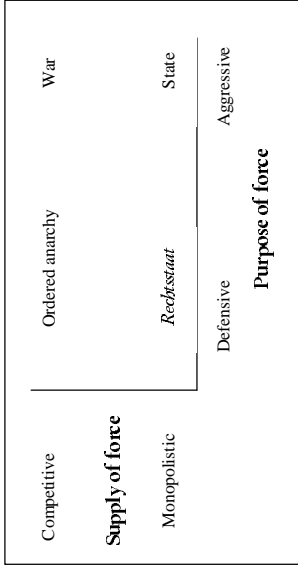 Competitive Ordered anarchy War
Supply of force
Monopolistic Rechtsstaat State
Defensive Aggressive
Purpose of force